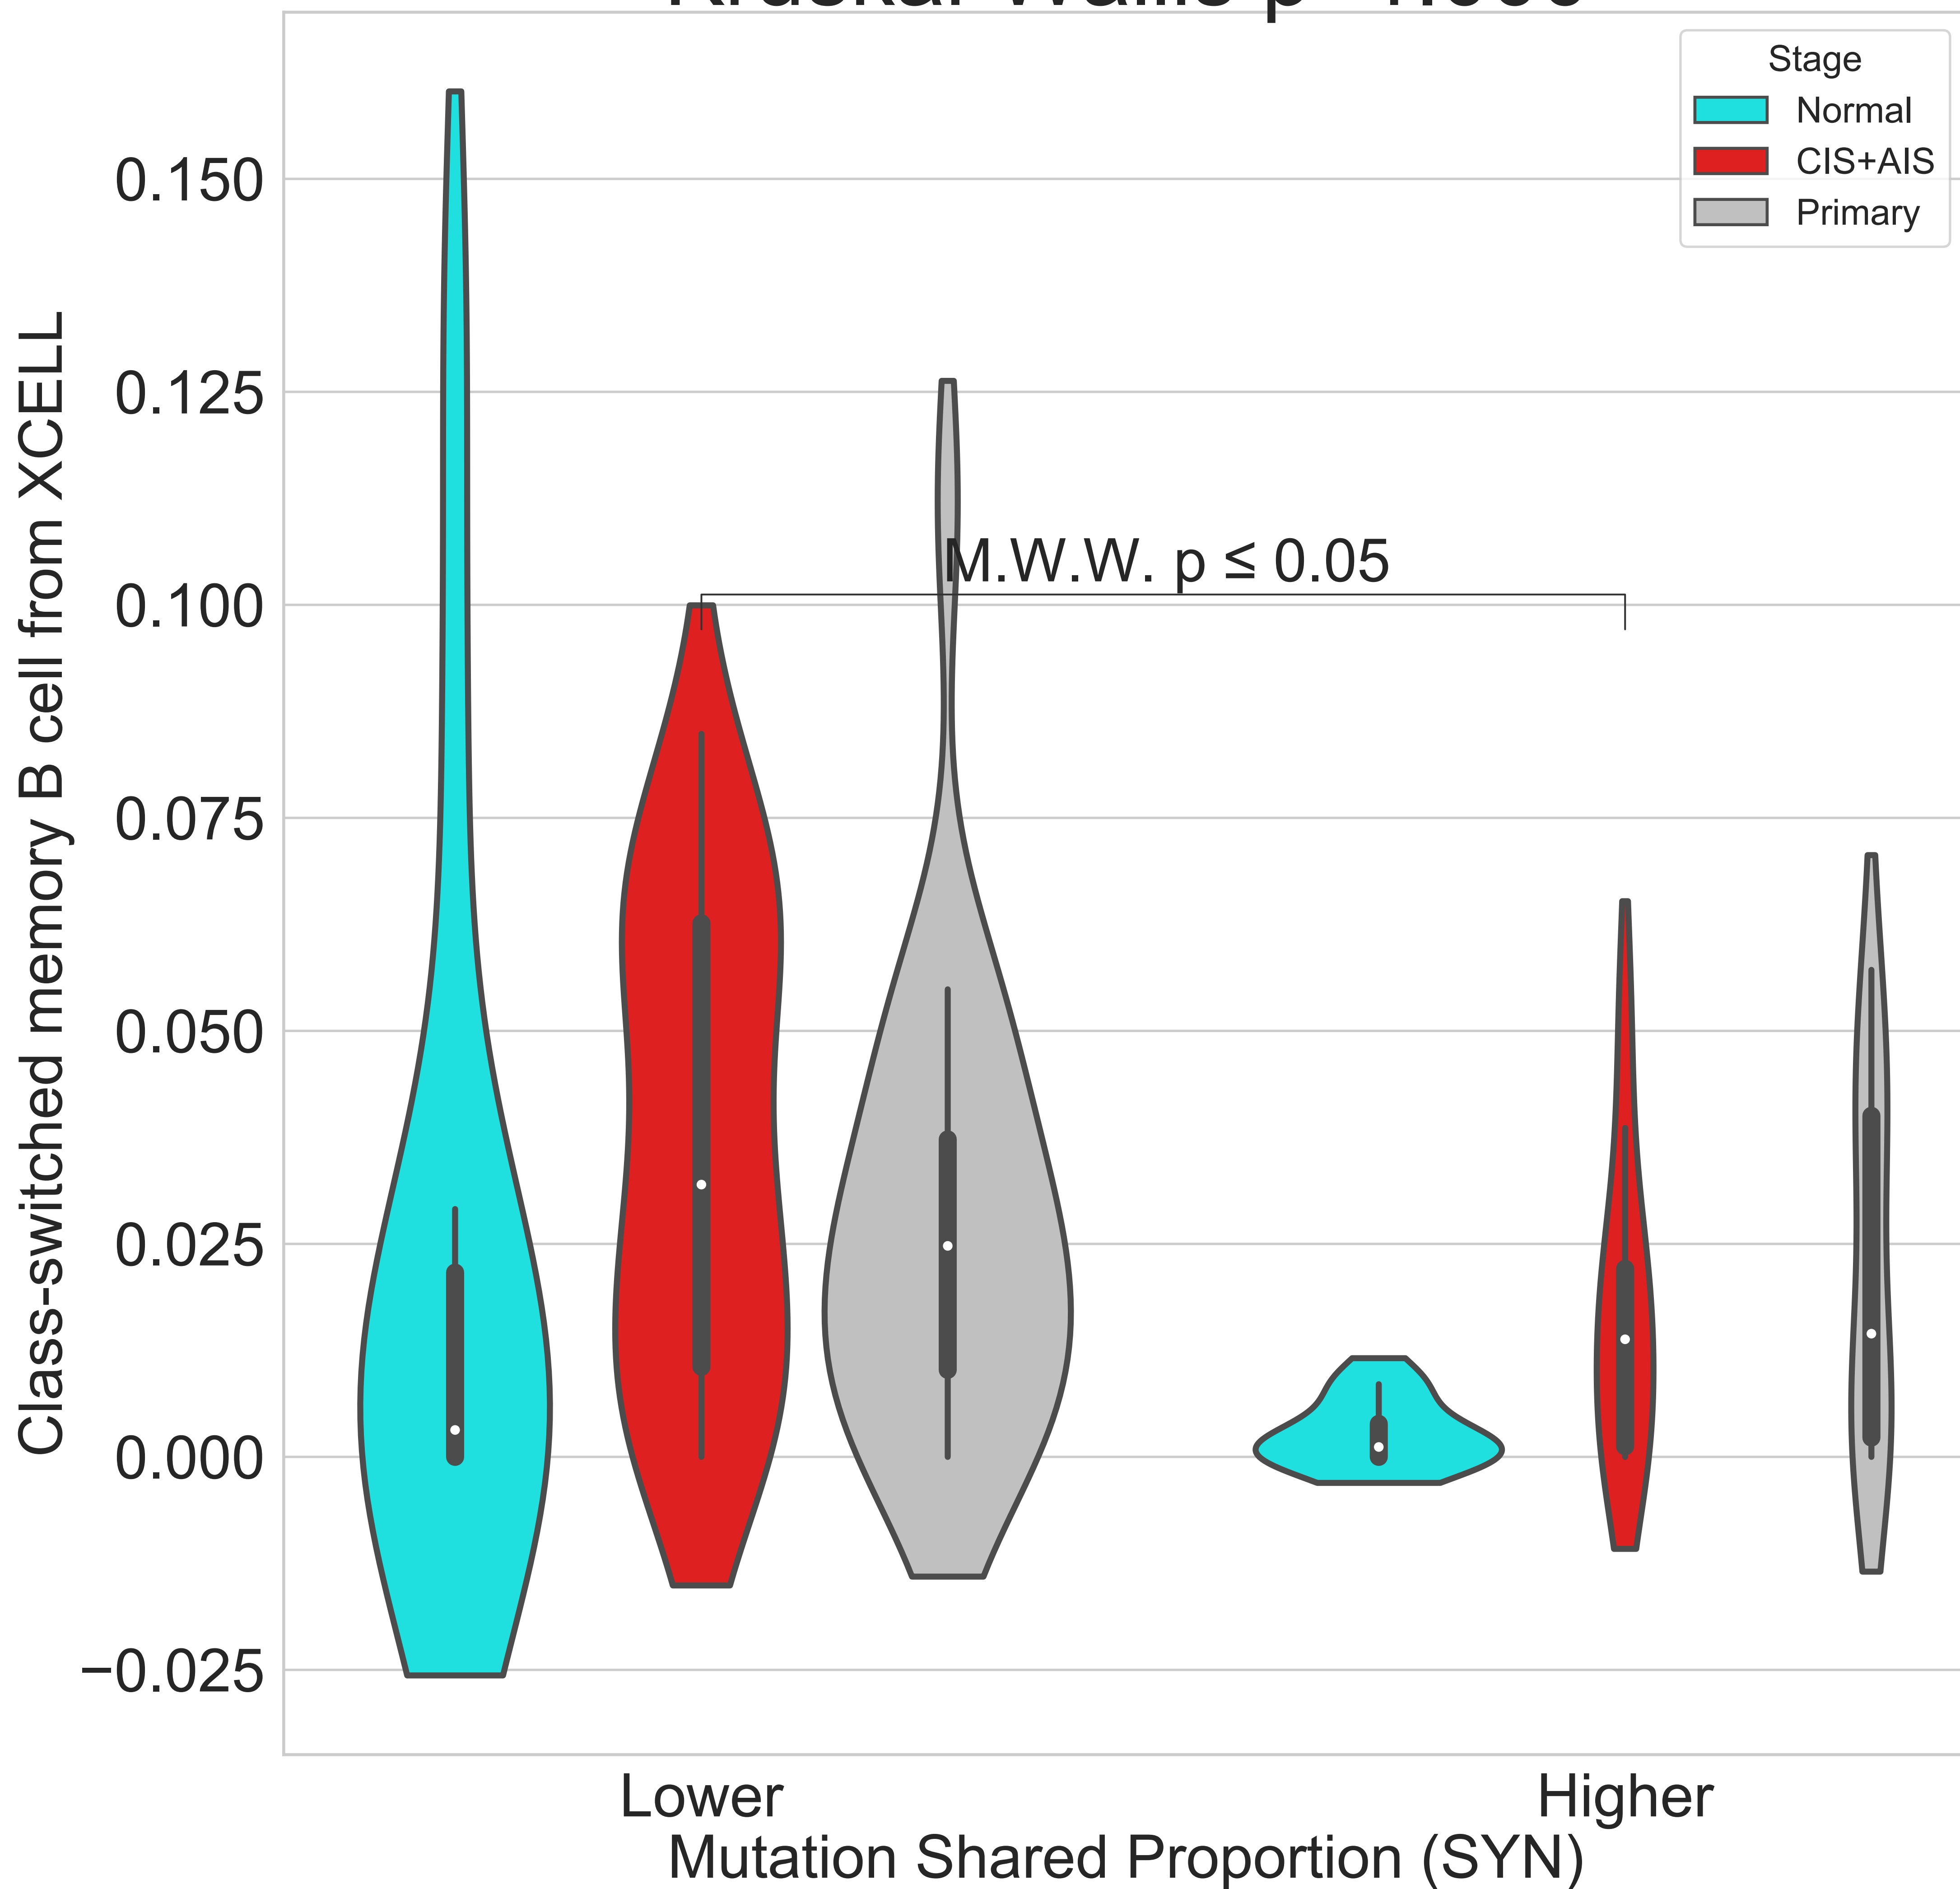 Stage
Normal
CIS+AIS
Primary
0.150
0.125
0.100
0.075
0.050
0.025
0.000
−0.025
Class-switched memory B cell from XCELL
M.W.W. p ≤ 0.05
Lower
Higher
Mutation Shared Proportion (SYN)